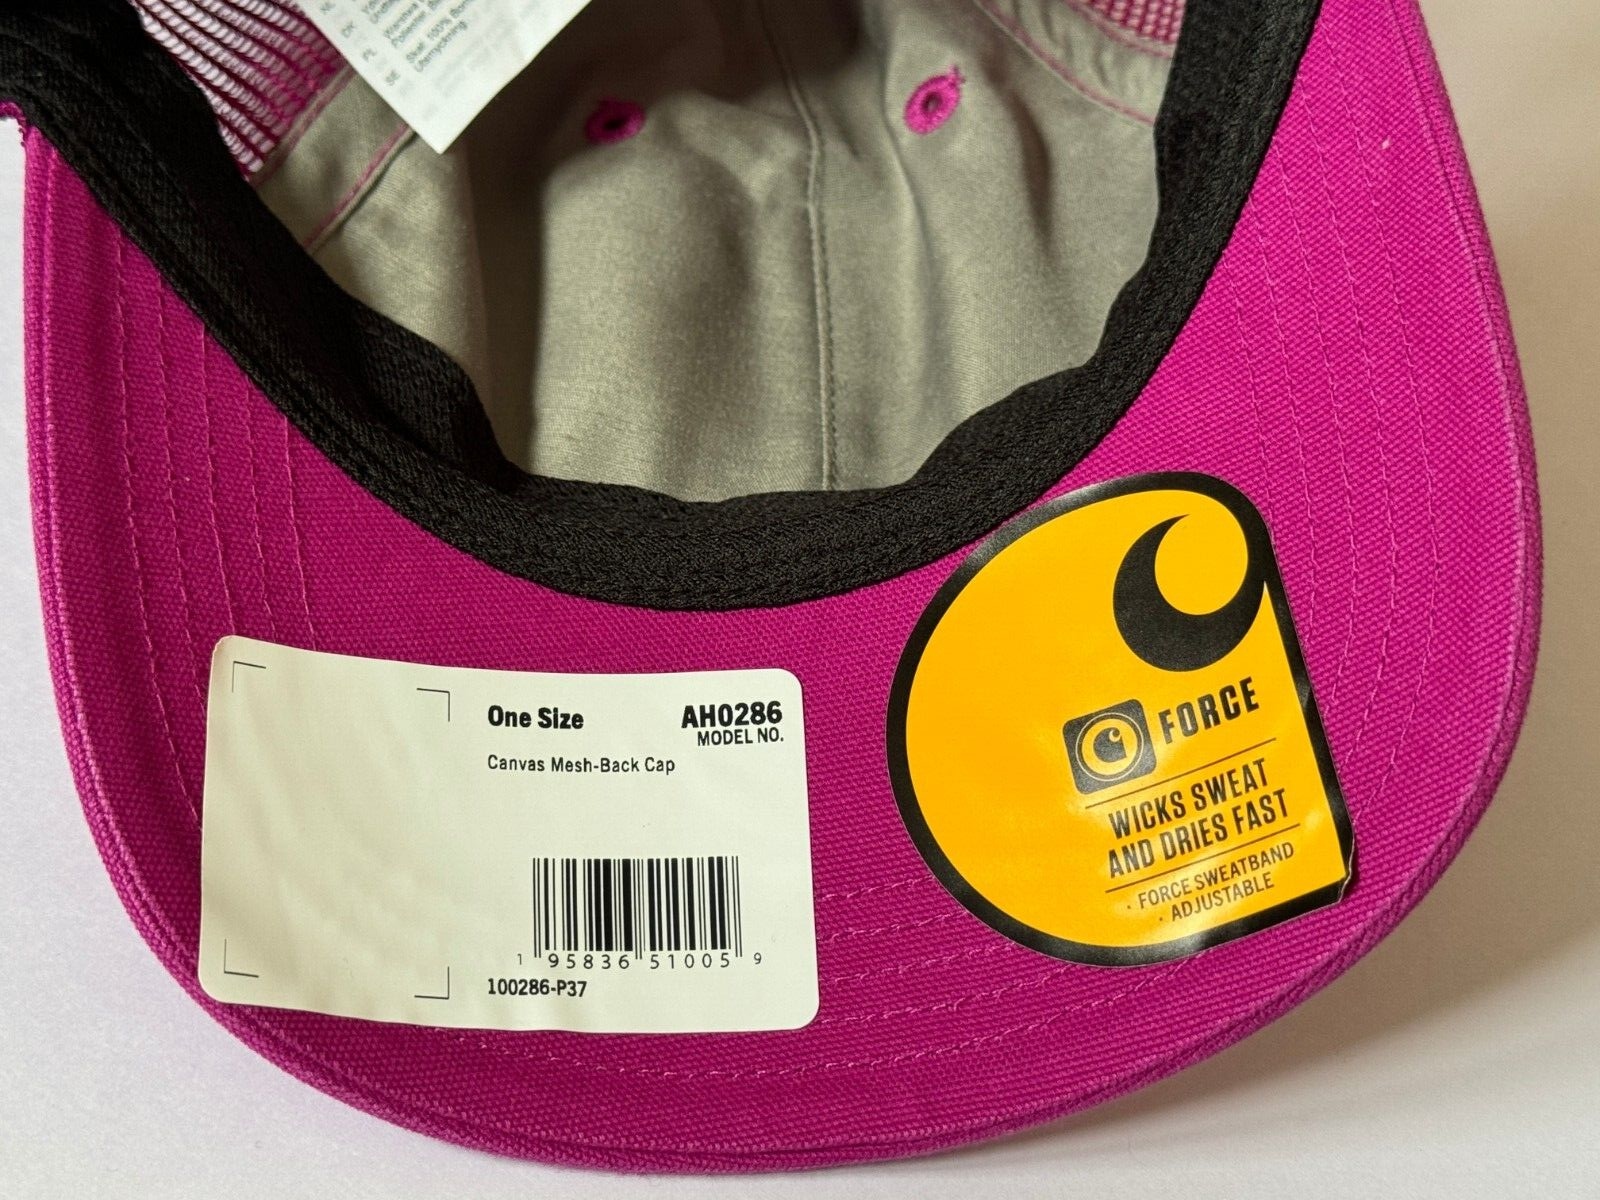 One Size
AH0286
MODEL NO.
Canvas Mesh-Back Cap
1 95836 51005 9
100286-P37
FORCE
WICKS SWEAT
AND DRIES FAST
· FORCE SWEATBAND
· ADJUSTABLE